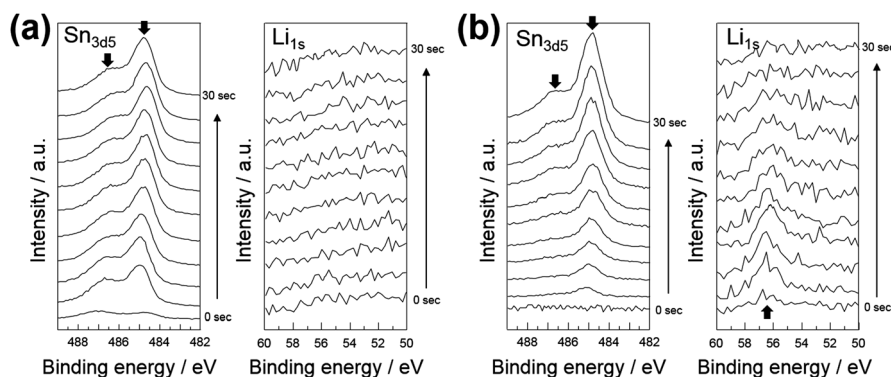 (a)
Sn3d5
Intensity / a.u.
30 sec
0 sec
488 486 484 482
Binding energy / eV
Li1s
30 sec
0 sec
60 58 56 54 52 50
Binding energy / eV
(b)
Sn3d5
Intensity / a.u.
30 sec
0 sec
488 486 484 482
Binding energy / eV
Li1s
Intensity / a.u.
30 sec
0 sec
60 58 56 54 52 50
Binding energy / eV